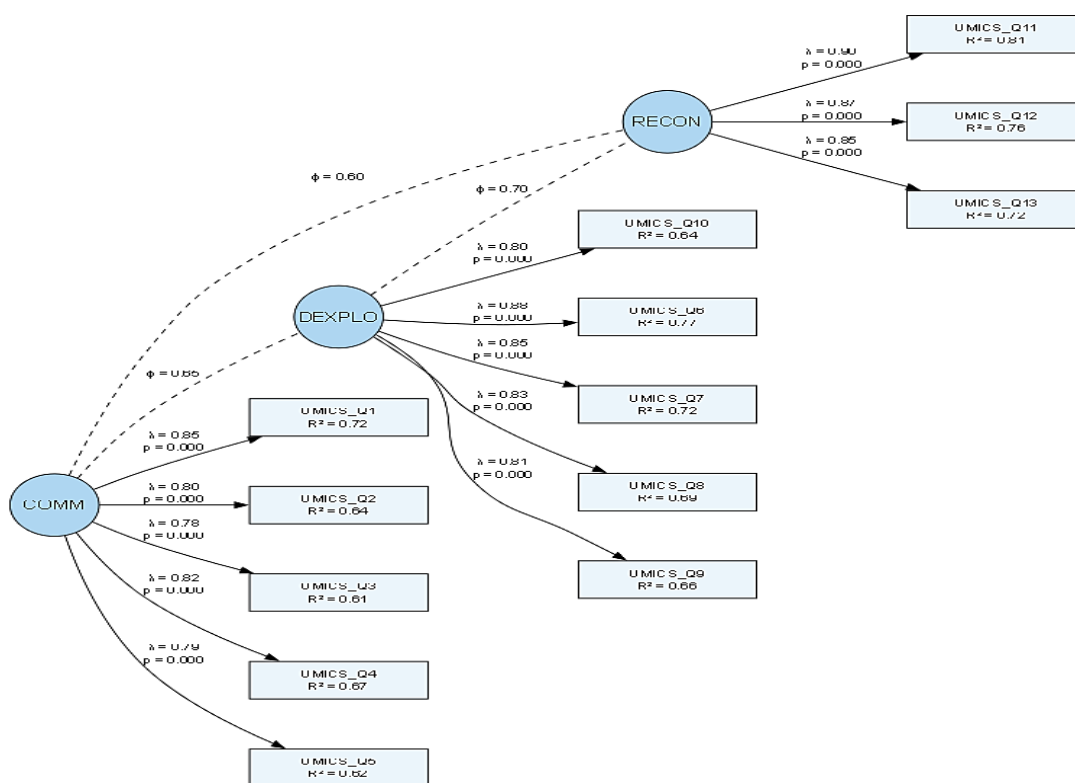 UMICS_Q11
R² = 0.81
λ = 0.90
p = 0.000
RECON
λ = 0.87
p = 0.000
UMICS_Q12
R² = 0.76
λ = 0.85
p = 0.000
UMICS_Q13
R² = 0.72
ϕ = 0.60
ϕ = 0.70
UMICS_Q10
R² = 0.64
λ = 0.80
p = 0.000
DEXPLO
λ = 0.88
p = 0.000
UMICS_Q6
R² = 0.77
λ = 0.85
p = 0.000
UMICS_Q7
R² = 0.72
ϕ = 0.65
λ = 0.83
p = 0.000
UMICS_Q8
R² = 0.69
λ = 0.81
p = 0.000
UMICS_Q9
R² = 0.66
UMICS_Q1
R² = 0.72
λ = 0.85
p = 0.000
COMM
λ = 0.80
p = 0.000
UMICS_Q2
R² = 0.64
λ = 0.78
p = 0.000
UMICS_Q3
R² = 0.61
λ = 0.82
p = 0.000
UMICS_Q4
R² = 0.67
λ = 0.79
p = 0.000
UMICS_Q5
R² = 0.62